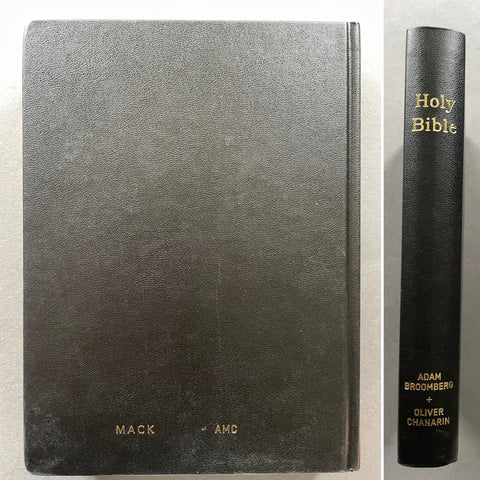 MACK AMC
Holy
Bible
ADAM
BROOMBERG
+
OLIVER
CHANARIN